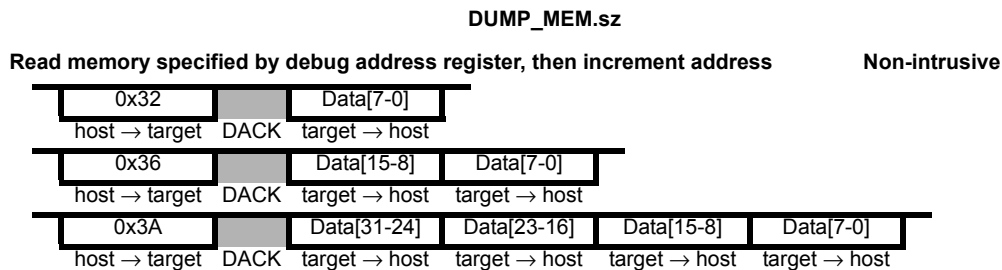 DUMP_MEM.sz
Read memory specified by debug address register, then increment address Non-intrusive
0x32 Data[7-0]
host → target DACK target → host
0x36 Data[15-8] Data[7-0]
host → target DACK target → host target → host
0x3A Data[31-24] Data[23-16] Data[15-8] Data[7-0]
host → target DACK target → host target → host target → host target → host